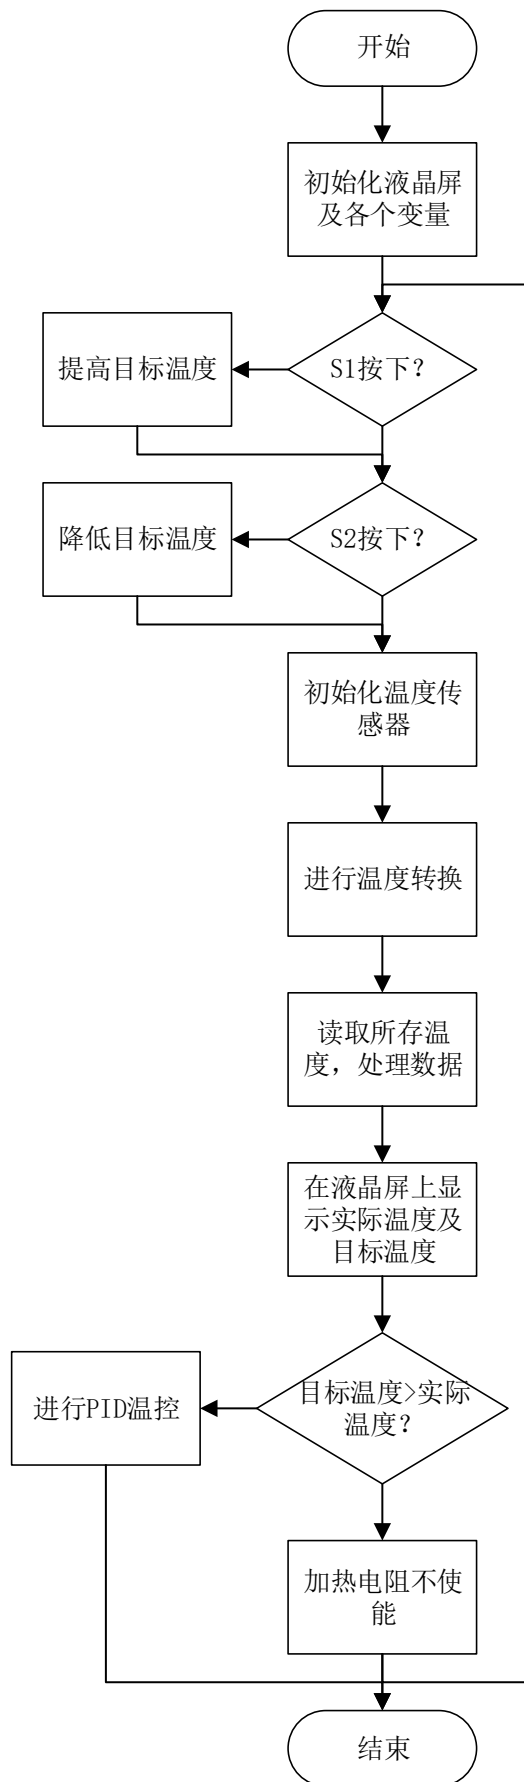 开始
初始化液晶屏
及各个变量
提高目标温度
S1按下？
降低目标温度
S2按下？
初始化温度传
感器
进行温度转换
读取所存温
度，处理数据
在液晶屏上显
示实际温度及
目标温度
进行PID温控
目标温度>实际
温度？
加热电阻不使
能
结束